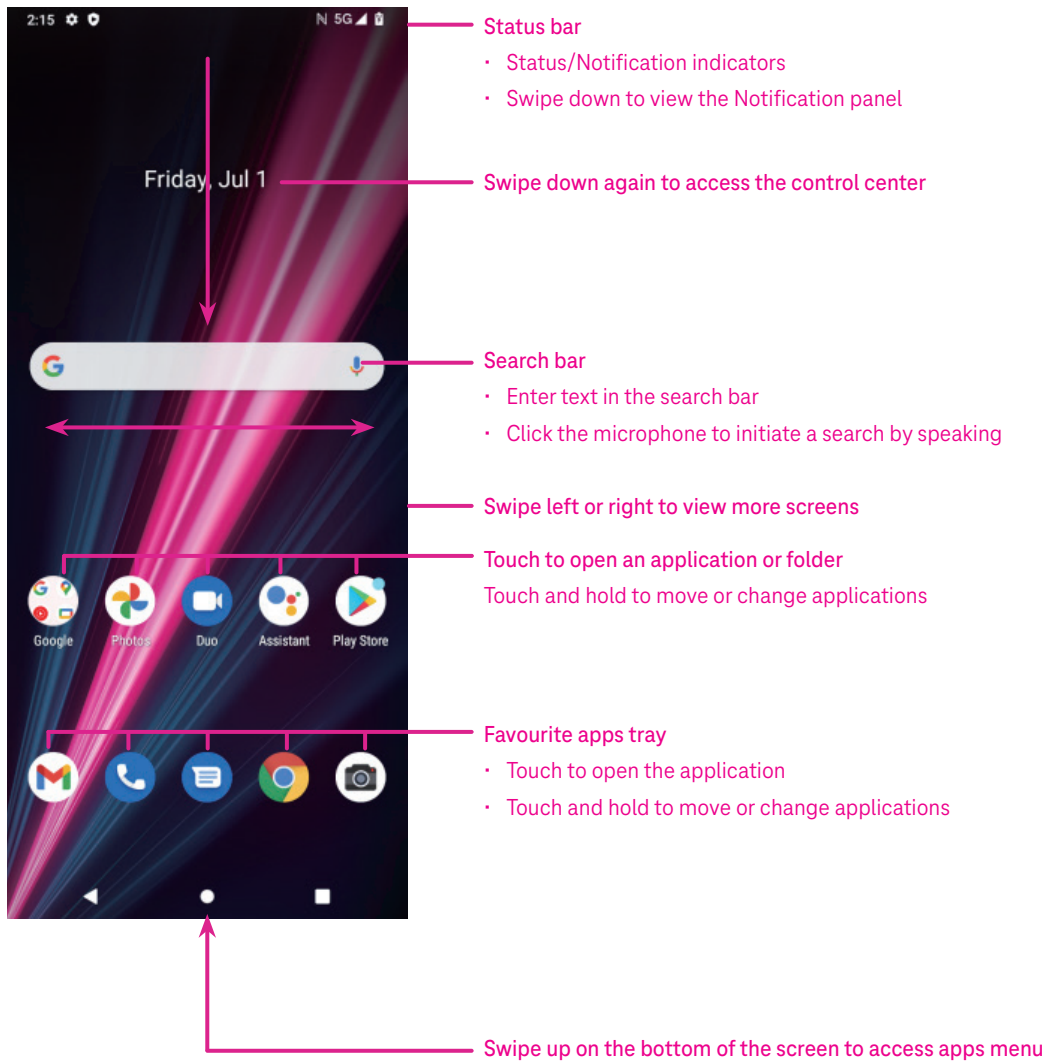 2:15 N 5G
Status bar
· Status/Notification indicators
· Swipe down to view the Notification panel
Friday, Jul 1
Swipe down again to access the control center
G
Search bar
· Enter text in the search bar
· Click the microphone to initiate a search by speaking
Swipe left or right to view more screens
Touch to open an application or folder
Touch and hold to move or change applications
Google Photos Duo Assistant Play Store
Favourite apps tray
· Touch to open the application
· Touch and hold to move or change applications
Swipe up on the bottom of the screen to access apps menu